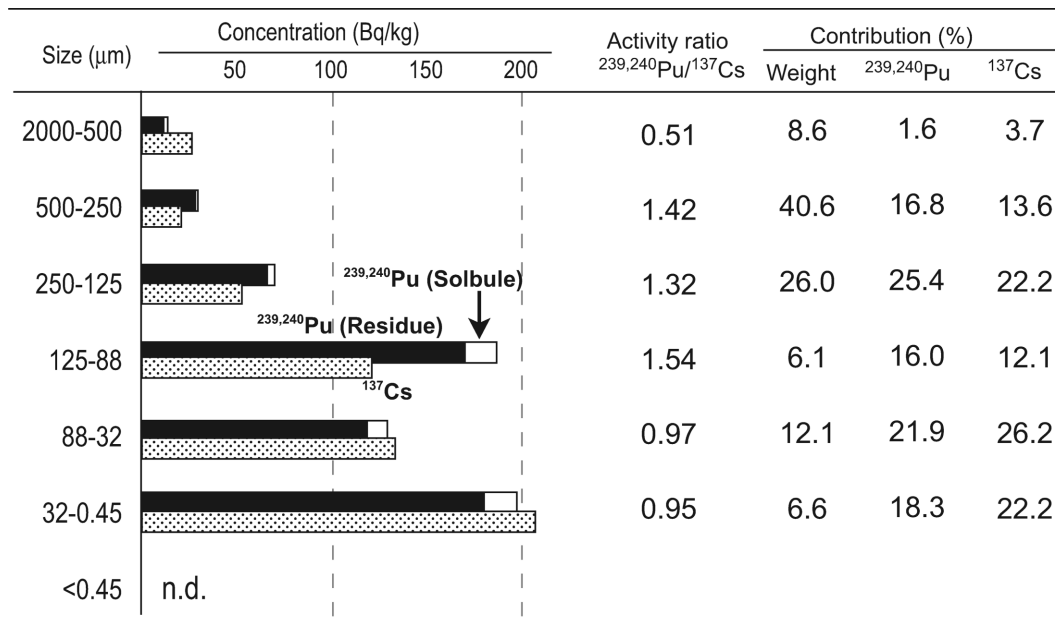 Size (μm) Concentration (Bq/kg) Activity ratio Contribution (%)
50 100 150 200 ²³⁹,²⁴⁰Pu/¹³⁷Cs Weight ²³⁹,²⁴⁰Pu ¹³⁷Cs
2000-500 0.51 8.6 1.6 3.7
500-250 1.42 40.6 16.8 13.6
250-125 ²³⁹,²⁴⁰Pu (Solbule) 1.32 26.0 25.4 22.2
²³⁹,²⁴⁰Pu (Residue)
125-88 1.54 6.1 16.0 12.1
¹³⁷Cs
88-32 0.97 12.1 21.9 26.2
32-0.45 0.95 6.6 18.3 22.2
<0.45 n.d.